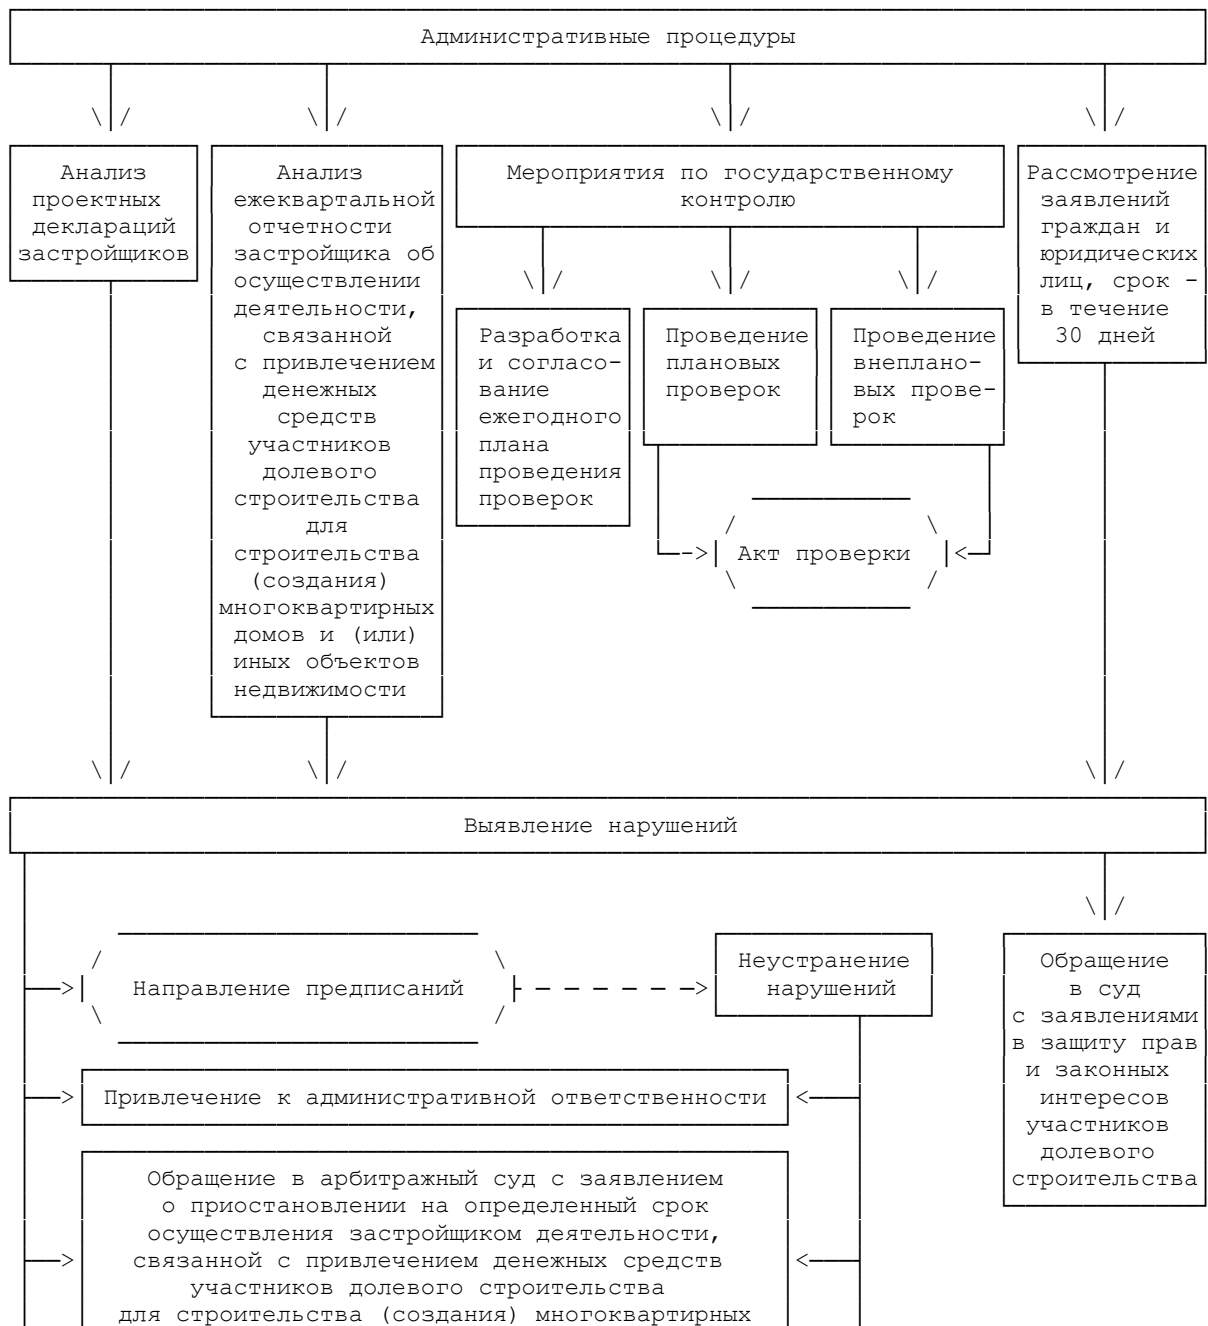 Административные процедуры
Анализ
проектных
деклараций
застройщиков
Анализ
ежеквартальной
отчетности
застройщика об
осуществлении
деятельности,
связанной
с привлечением
денежных
средств
участников
долевого
строительства
для
строительства
(создания)
многоквартирных
домов и (или)
иных объектов
недвижимости
Мероприятия по государственному
контролю
Разработка
и согласо-
вание
ежегодного
плана
проведения
проверок
Проведение
плановых
проверок
Проведение
внеплано-
вых прове-
рок
Акт проверки
Рассмотрение
заявлений
граждан и
юридических
лиц, срок -
в течение
30 дней
Выявление нарушений
Направление предписаний
Неустранение
нарушений
Обращение
в суд
с заявлениями
в защиту прав
и законных
интересов
участников
долевого
строительства
Привлечение к административной ответственности
Обращение в арбитражный суд с заявлением
о приостановлении на определенный срок
осуществления застройщиком деятельности,
связанной с привлечением денежных средств
участников долевого строительства
для строительства (создания) многоквартирных